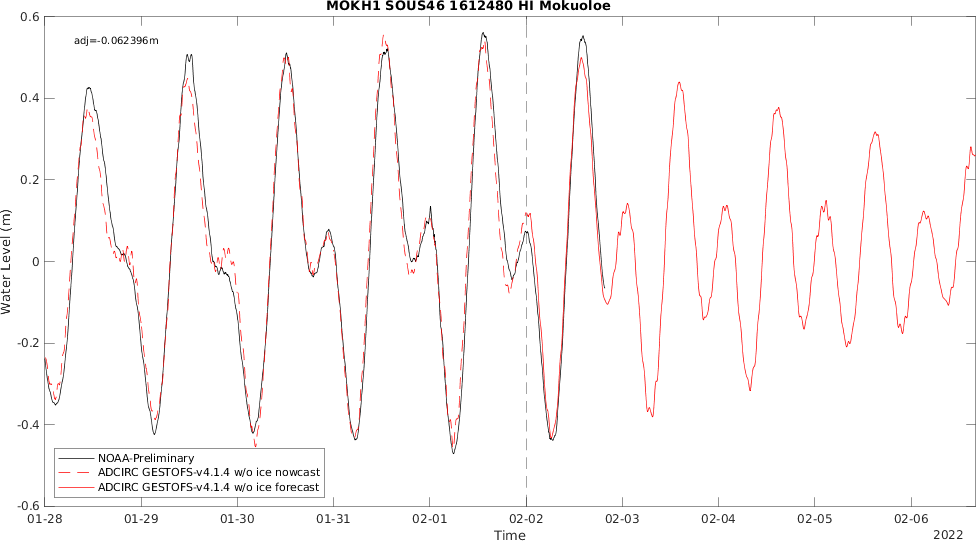 MOKH1 SOUS46 1612480 HI Mokuoloe
adj=-0.062396m
0.6
0.4
0.2
0
-0.2
-0.4
-0.6
Water Level (m)
NOAA-Preliminary
ADCIRC GESTOFS-v4.1.4 w/o ice nowcast
ADCIRC GESTOFS-v4.1.4 w/o ice forecast
01-28 01-29 01-30 01-31 02-01 02-02 02-03 02-04 02-05 02-06
Time
2022